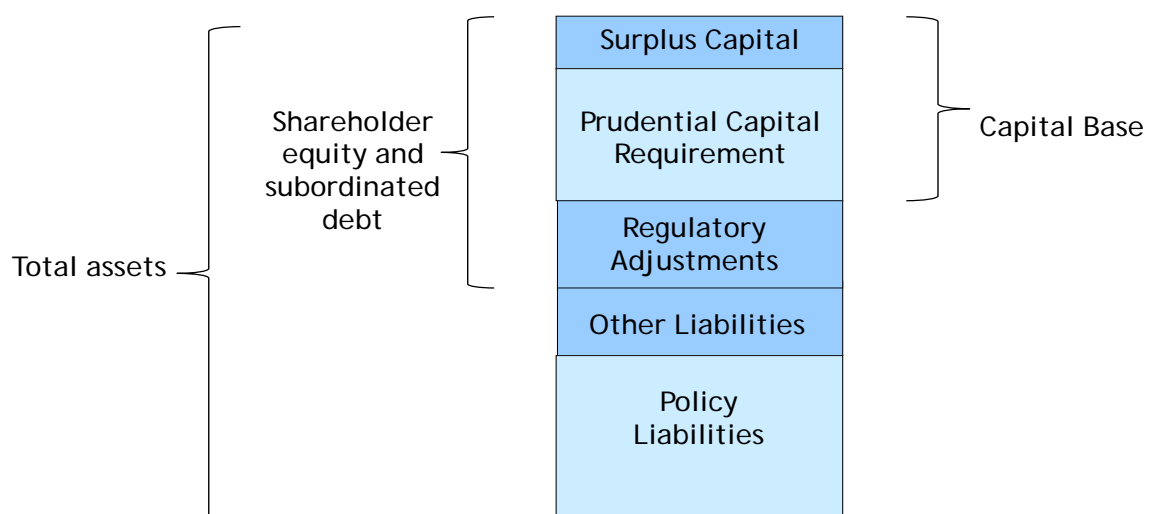 Surplus Capital
Shareholder
equity and
subordinated
debt
Prudential Capital
Requirement
Capital Base
Regulatory
Adjustments
Total assets
Other Liabilities
Policy
Liabilities